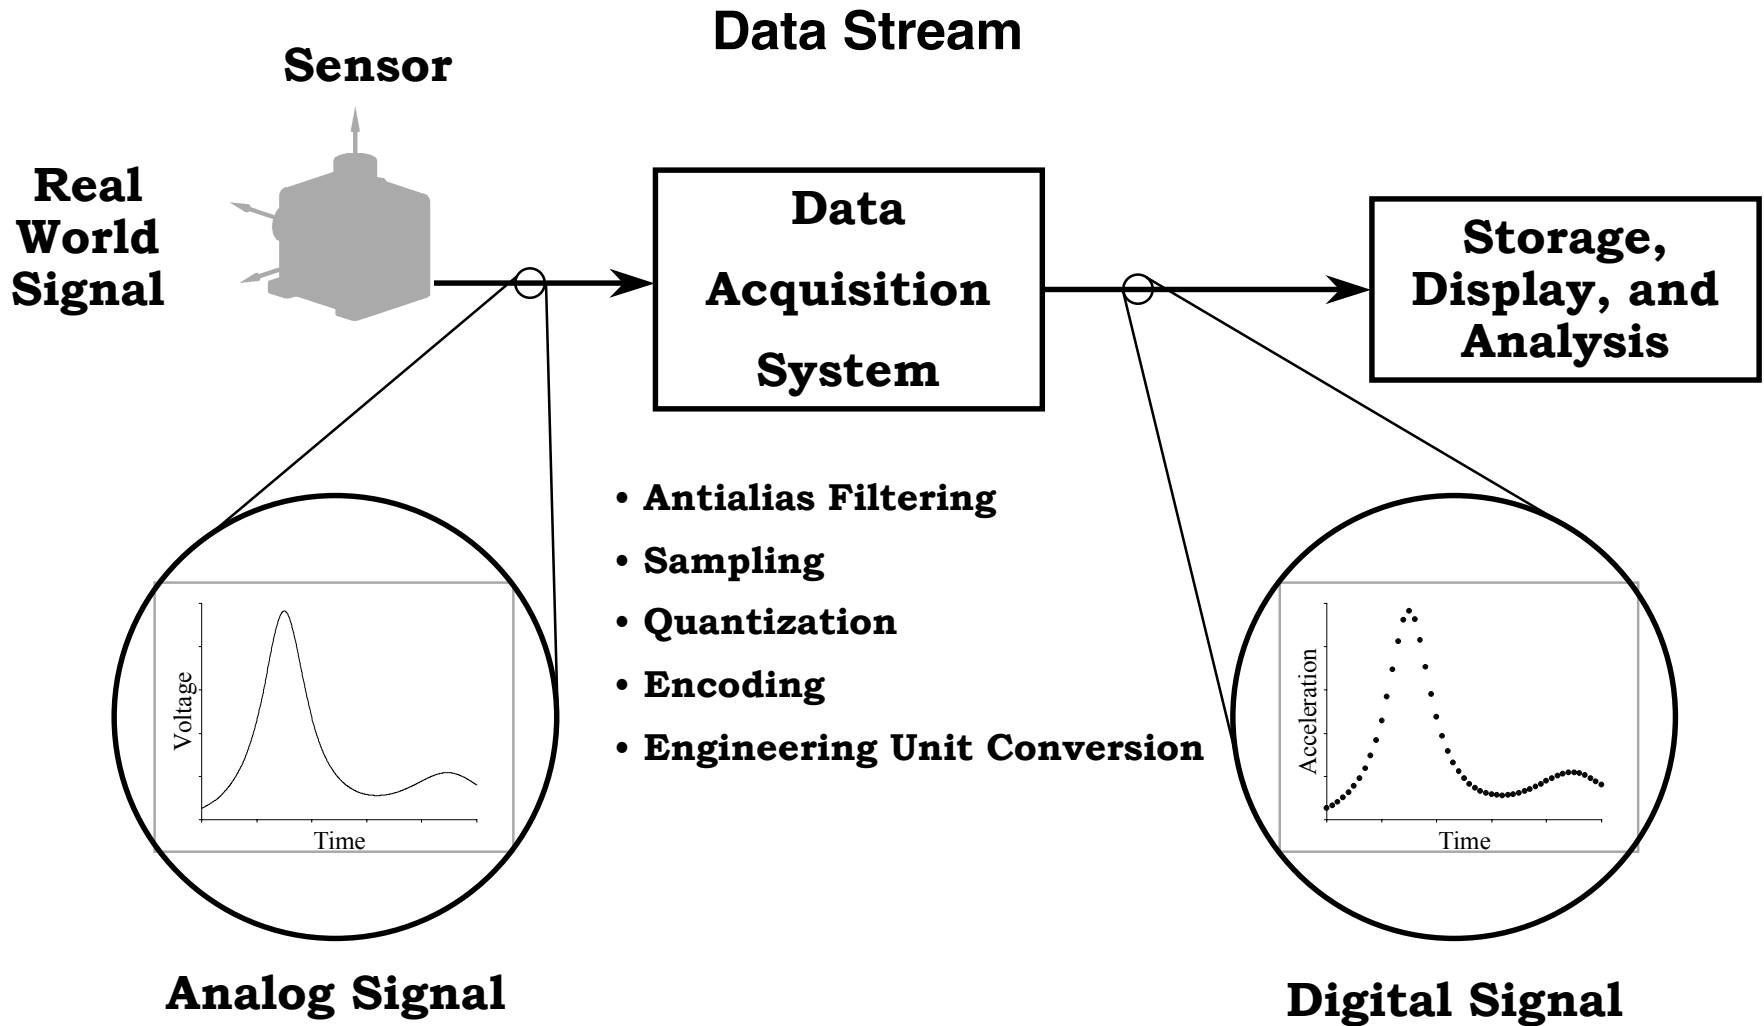 Data Stream
Sensor
Real
World
Signal
Data
Acquisition
System
Storage,
Display, and
Analysis
• Antialias Filtering
• Sampling
• Quantization
• Encoding
• Engineering Unit Conversion
Voltage
Time
Analog Signal
Acceleration
Time
Digital Signal